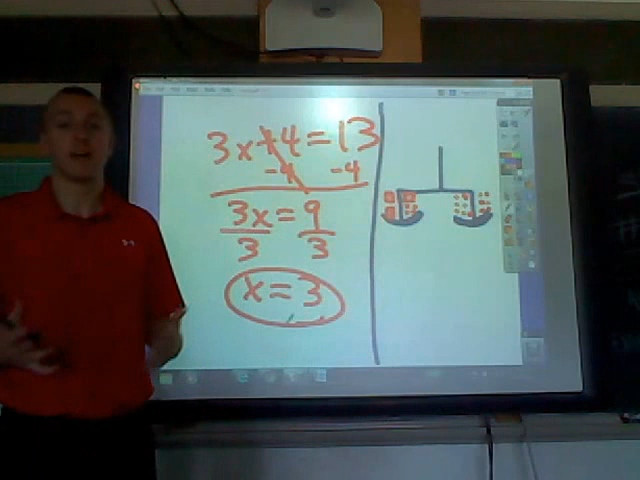 3x + 4 = 13
- 4 - 4
3x = 9
3 3
x = 3